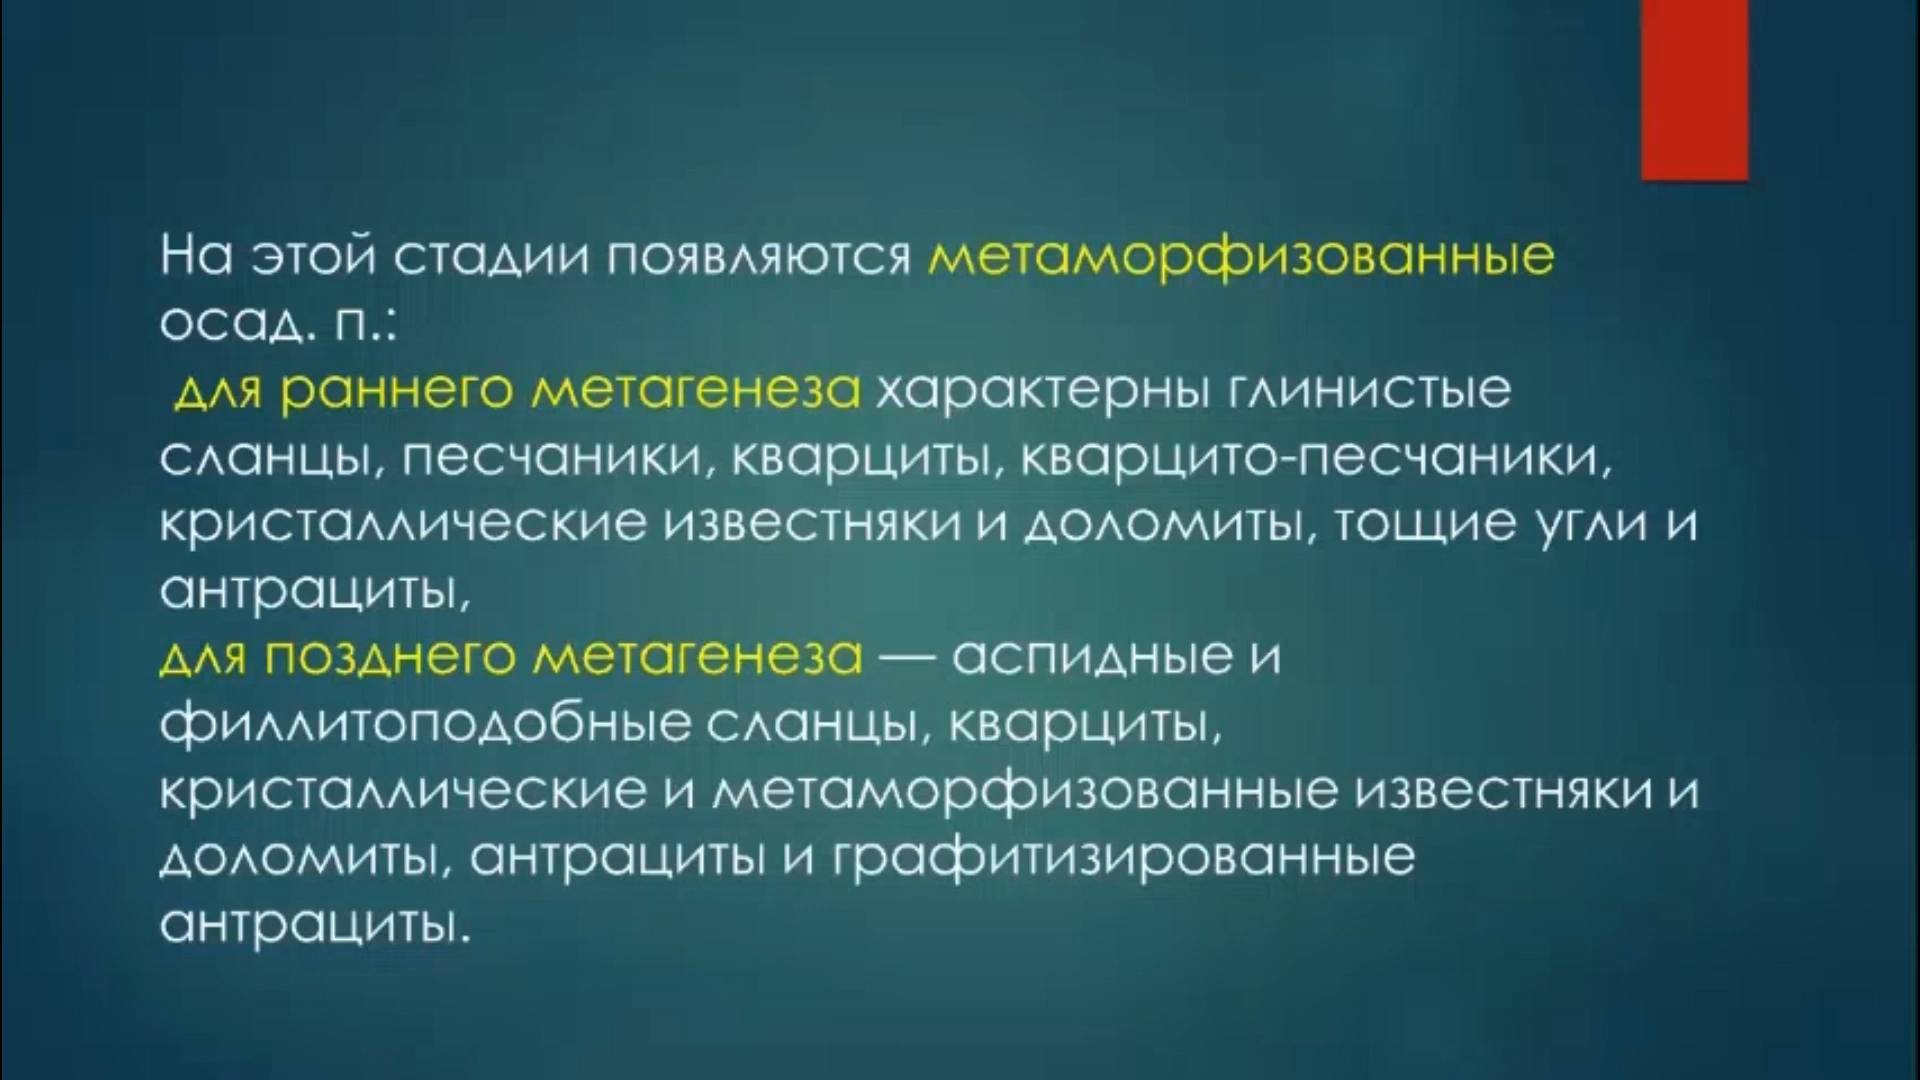 На этой стадии появляются метаморфизованные
осад. п.:
для раннего метагенеза характерны глинистые
сланцы, песчаники, кварциты, кварцито-песчаники,
кристаллические известняки и доломиты, тощие угли и
антрациты,
для позднего метагенеза — аспидные и
филлитоподобные сланцы, кварциты,
кристаллические и метаморфизованные известняки и
доломиты, антрациты и графитизированные
антрациты.